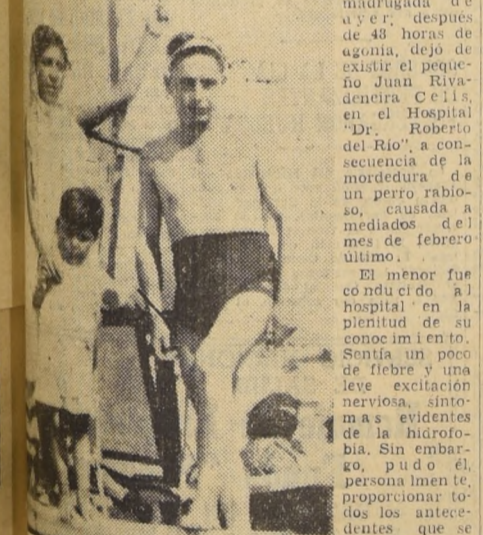 madrugada de
ayer; después
de 43 horas de
agonía, dejó de
existir el peque-
ño Juan Riva-
deneira Celis,
en el Hospital
"Dr. Roberto
del Río", a con-
secuencia de la
mordedura de
un perro rabio-
so, causada a
mediados del
mes de febrero
último.
El menor fue
conducido al
hospital en la
plenitud de su
conocimiento.
Sentía un poco
de fiebre y una
leve excitación
nerviosa, sínto-
mas evidentes
de la hidrofo-
bia. Sin embar-
go, pudo él,
personalmente,
proporcionar to-
dos los antece-
dentes que se